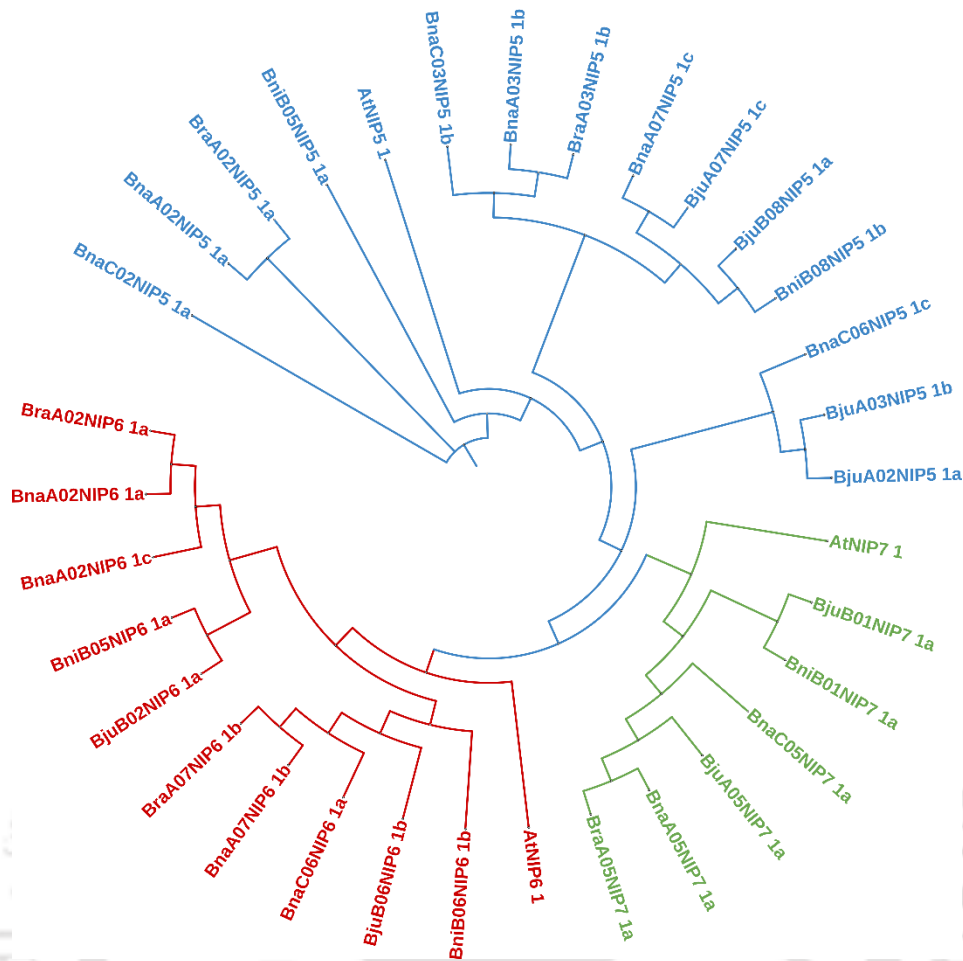 BnaC03NIP5 1b
BnaA03NIP5 1b
BraA03NIP5 1b
BnaA07NIP5 1c
BjuA07NIP5 1c
BjuB08NIP5 1a
BniB08NIP5 1b
BnaC06NIP5 1c
BjuA03NIP5 1b
BjuA02NIP5 1a
AtNIP7 1
BjuB01NIP7 1a
BniB01NIP7 1a
BnaC05NIP7 1a
BjuA05NIP7 1a
BnaA05NIP7 1a
BraA05NIP7 1a
AtNIP6 1
BniB06NIP6 1b
BjuB06NIP6 1b
BnaC06NIP6 1a
BnaA07NIP6 1b
BraA07NIP6 1b
BjuB02NIP6 1a
BniB05NIP6 1a
BnaA02NIP6 1c
BnaA02NIP6 1a
BraA02NIP6 1a
BnaC02NIP5 1a
BnaA02NIP5 1a
BraA02NIP5 1a
BniB05NIP5 1a
AtNIP5 1